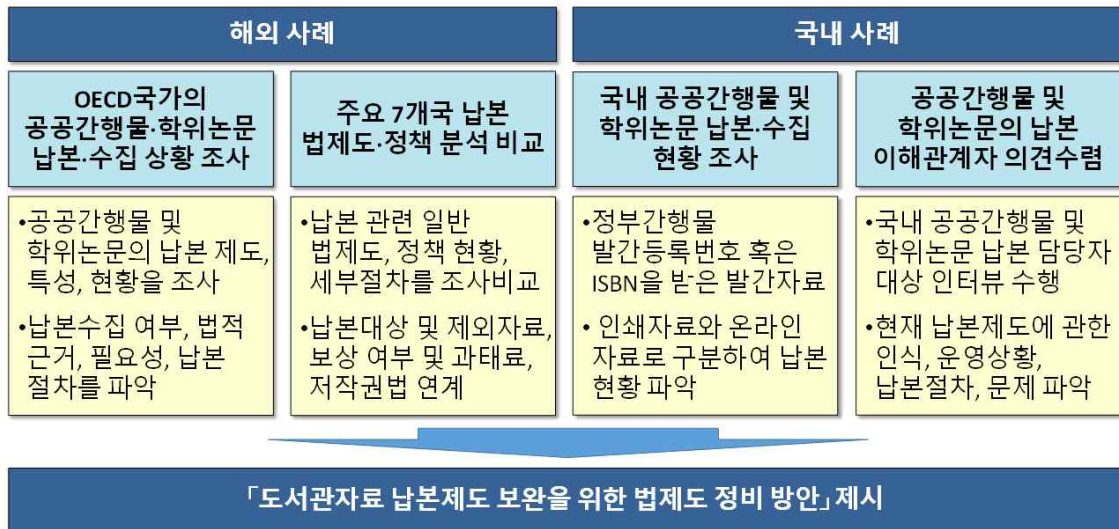 해외 사례
국내 사례
OECD국가의
공공간행물·학위논문
납본·수집 상황 조사
주요 7개국 납본
법제도·정책 분석 비교
국내 공공간행물 및
학위논문 납본·수집
현황 조사
공공간행물 및
학위논문의 납본
이해관계자 의견수렴
•공공간행물 및
학위논문의 납본 제도,
특성, 현황을 조사
•납본수집 여부, 법적
근거, 필요성, 납본
절차를 파악
•납본 관련 일반
법제도, 정책 현황,
세부절차를 조사비교
•납본대상 및 제외자료,
보상 여부 및 과태료,
저작권법 연계
•정부간행물
발간등록번호 혹은
ISBN을 받은 발간자료
• 인쇄자료와 온라인
자료로 구분하여 납본
현황 파악
•국내 공공간행물 및
학위논문 납본 담당자
대상 인터뷰 수행
•현재 납본제도에 관한
인식, 운영상황,
납본절차, 문제 파악
「도서관자료 납본제도 보완을 위한 법제도 정비 방안」 제시